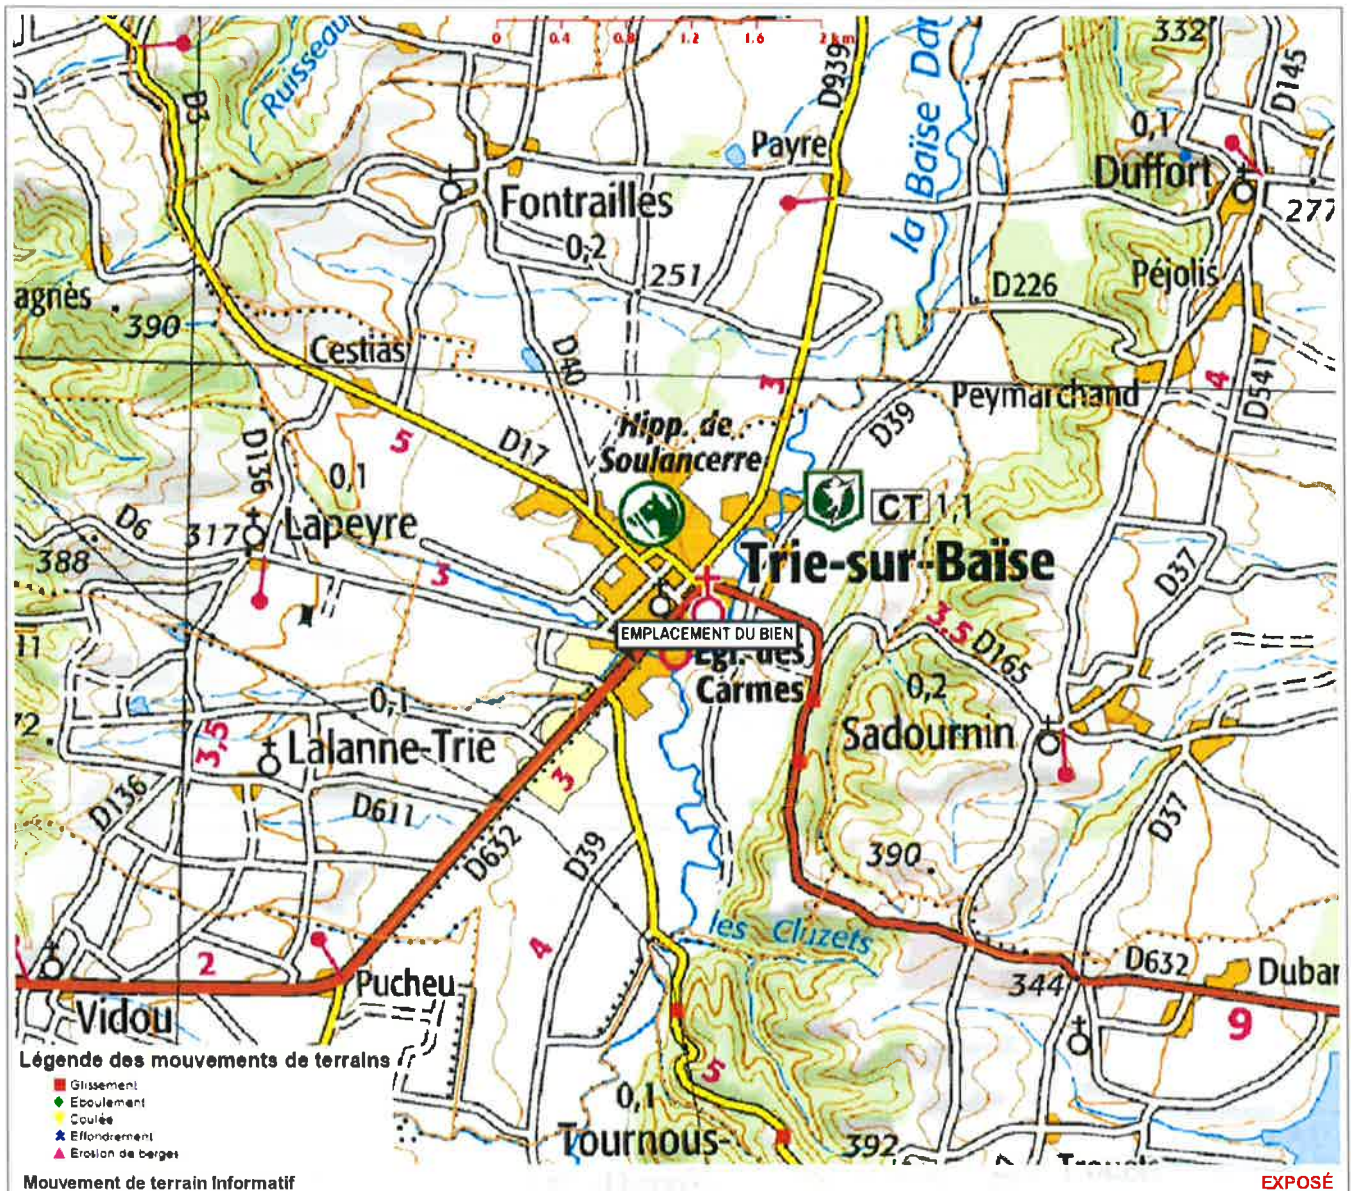 0 0.4 0.8 1.2 1.6 2 km
332
D145
D939
la Baïse Dar
D3
Ruisseau
Payre
0,1
Duffort
Fontrailles
277
0,2
251
D226
Péjolis
agnès
390
Cestias
D40
3
4
D541
Peymarchand
D136
5
D17
Hipp. de
Soulancerre
D39
0,1
CT 1,1
D6
317
Lapeyre
388
3
Trie-sur-Baïse
D37
11
EMPLACEMENT DU BIEN
3,5
D165
Egl. des
Carmes
0,1
0,2
72
3,5
Lalanne-Trie
Sadournin
3
D136
D611
D632
D39
390
D37
les Cluzets
4
2
Pucheu
344
D632
Dubar
Vidou
9
Légende des mouvements de terrains
Glissement
Eboulement
Coulée
Effondrement
Erosion de berges
5
0,1
Tournous-
392
Mouvement de terrain Informatif
EXPOSÉ